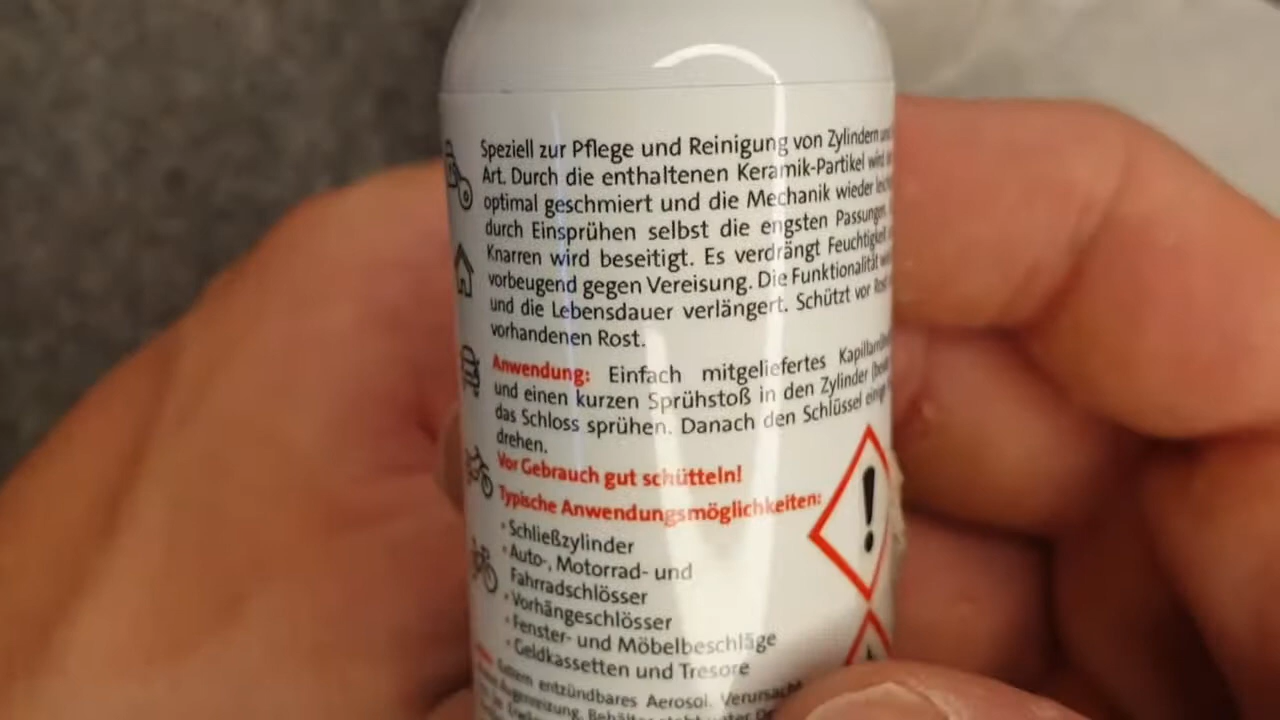 Speziell zur Pflege und Reinigung von Zylindern
Art. Durch die enthaltenen Keramik-Partikel wird
optimal geschmiert und die Mechanik wieder
durch Einsprühen selbst die engsten Passungen
Knarren wird beseitigt. Es verdrängt Feuchtigkeit
vorbeugend gegen Vereisung. Die Funktionalität
und die Lebensdauer verlängert. Schützt vor Rost
vorhandenen Rost.
Anwendung: Einfach mitgeliefertes
und einen kurzen Sprühstoß in den Zylinder
das Schloss sprühen. Danach den Schlüssel
drehen.
Vor Gebrauch gut schütteln!
Typische Anwendungsmöglichkeiten:
• Schließzylinder
• Auto-, Motorrad- und
Fahrradschlösser
• Vorhängeschlösser
• Fenster- und Möbelbeschläge
• Geldkassetten und Tresore
entzündbares Aerosol. Verursacht